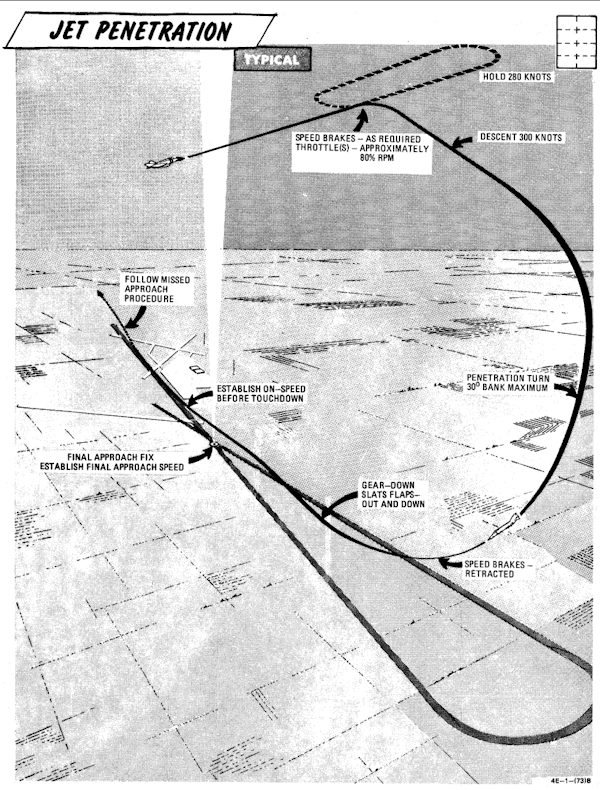 JET PENETRATION
TYPICAL
HOLD 280 KNOTS
SPEED BRAKES – AS REQUIRED
THROTTLE(S) – APPROXIMATELY
80% RPM
DESCENT 300 KNOTS
FOLLOW MISSED
APPROACH
PROCEDURE
PENETRATION TURN
30° BANK MAXIMUM
ESTABLISH ON–SPEED
BEFORE TOUCHDOWN
FINAL APPROACH FIX
ESTABLISH FINAL APPROACH SPEED
GEAR–DOWN
SLATS FLAPS–
OUT AND DOWN
SPEED BRAKES–
RETRACTED
4E-1-(73)B